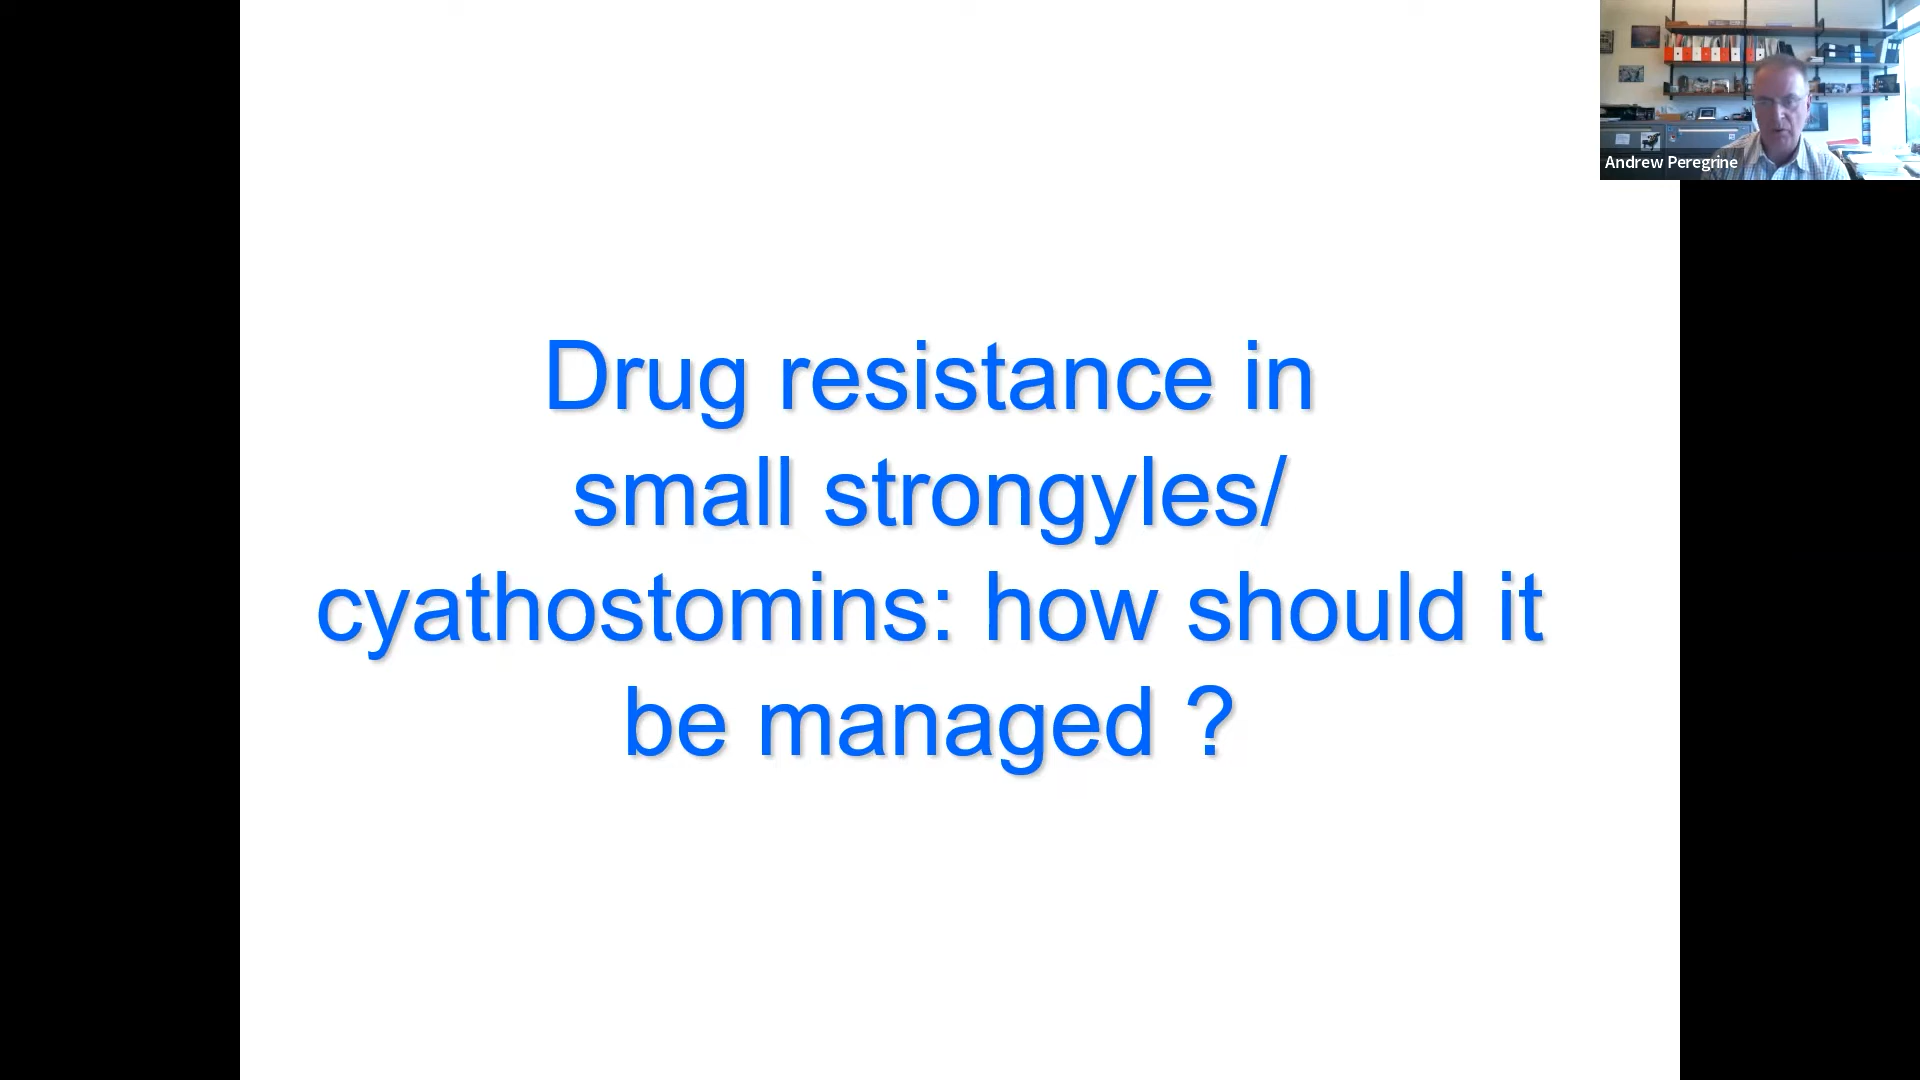 Drug resistance in
small strongyles/
cyathostomins: how should it
be managed ?
Andrew Peregrine